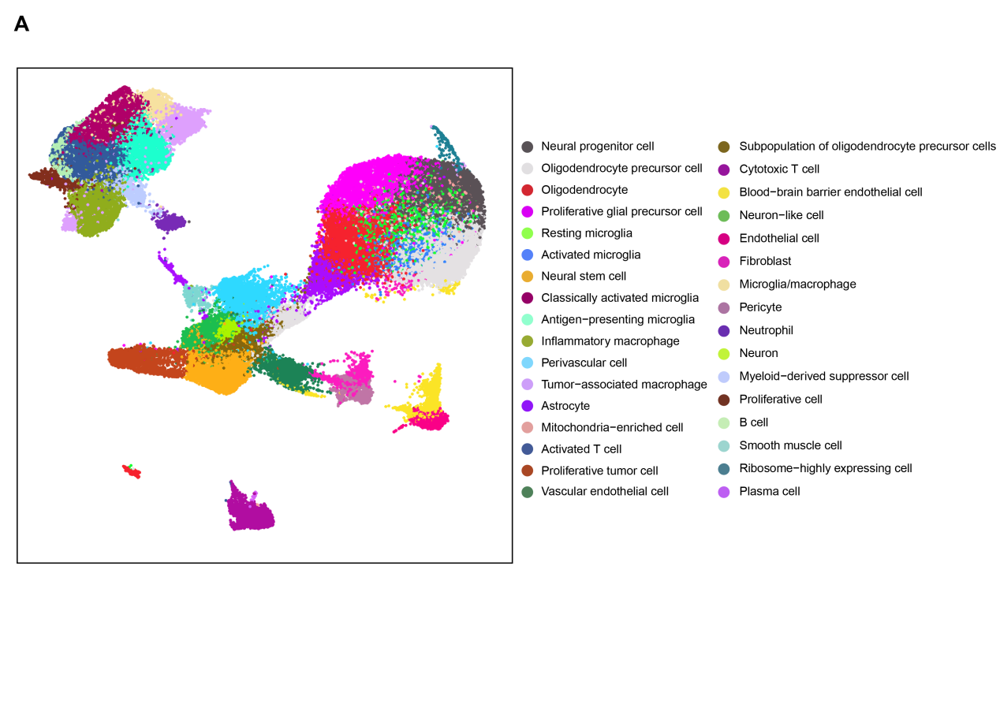 A
Neural progenitor cell
Oligodendrocyte precursor cell
Oligodendrocyte
Proliferative glial precursor cell
Resting microglia
Activated microglia
Neural stem cell
Classically activated microglia
Antigen−presenting microglia
Inflammatory macrophage
Perivascular cell
Tumor−associated macrophage
Astrocyte
Mitochondria−enriched cell
Activated T cell
Proliferative tumor cell
Vascular endothelial cell
Subpopulation of oligodendrocyte precursor cells
Cytotoxic T cell
Blood−brain barrier endothelial cell
Neuron−like cell
Endothelial cell
Fibroblast
Microglia/macrophage
Pericyte
Neutrophil
Neuron
Myeloid−derived suppressor cell
Proliferative cell
B cell
Smooth muscle cell
Ribosome−highly expressing cell
Plasma cell